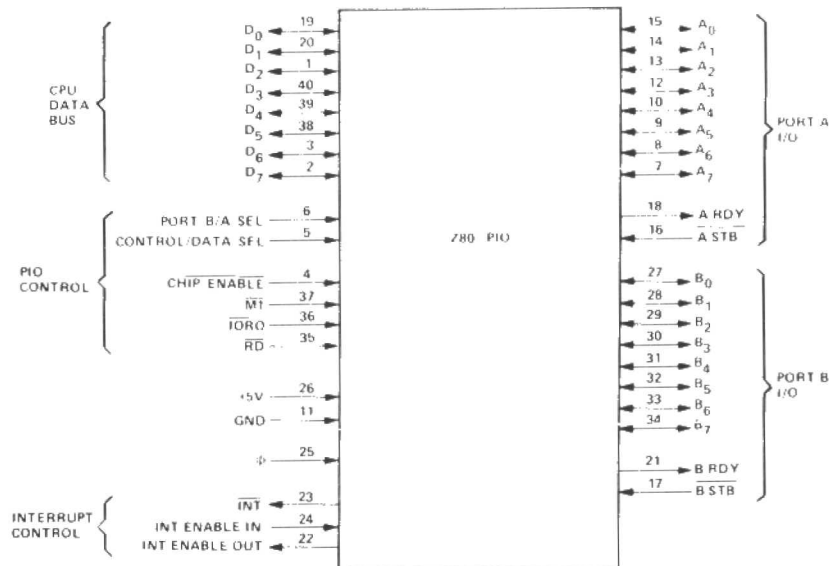 CPU
DATA
BUS
D0 19
D1 20
D2 1
D3 40
D4 39
D5 38
D6 3
D7 2
PIO
CONTROL
PORT B/A SEL 6
CONTROL/DATA SEL 5
CHIP ENABLE 4
M1 37
IORQ 36
RD 35
+5V 26
GND 11
Φ 25
INTERRUPT
CONTROL
INT 23
INT ENABLE IN 24
INT ENABLE OUT 22
Z80 PIO
15 A0
14 A1
13 A2
12 A3
10 A4
9 A5
8 A6
7 A7
18 A RDY
16 A STB
PORT A
I/O
27 B0
28 B1
29 B2
30 B3
31 B4
32 B5
33 B6
34 B7
21 B RDY
17 B STB
PORT B
I/O